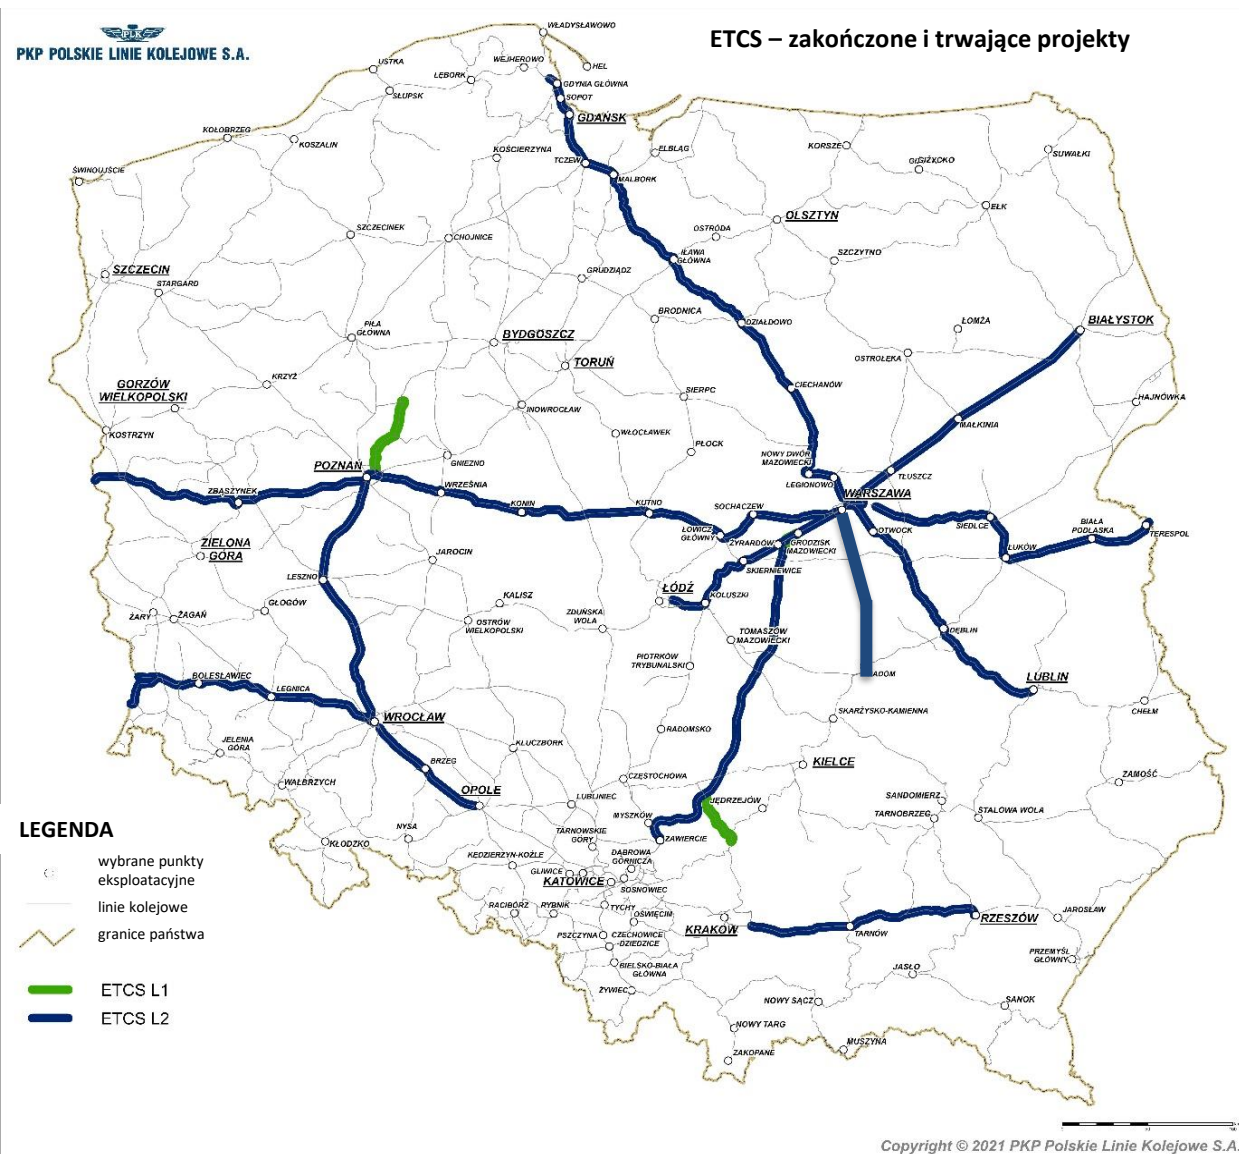 PKP POLSKIE LINIE KOLEJOWE S.A.
PLK
ETCS – zakończone i trwające projekty
WŁADYSŁAWOWO
HEL
USTKA
WEJHEROWO
LĘBORK
GDYNIA GŁÓWNA
SŁUPSK
SOPOT
GDAŃSK
KOŁOBRZEG
KOSZALIN
KOŚCIERZYNA
ELBLĄG
KORSZE
SUWAŁKI
GIŻYCKO
TCZEW
ŚWINOUJŚCIE
MALBORK
EŁK
OLSZTYN
OSTRÓDA
SZCZECINEK
CHOJNICE
IŁAWA
GŁÓWNA
SZCZYTNO
SZCZECIN
STARGARD
GRUDZIĄDZ
BRODNICA
DZIAŁDOWO
ŁOMŻA
BIAŁYSTOK
PIŁA
GŁÓWNA
BYDGOSZCZ
TORUŃ
OSTROŁĘKA
KRZYŻ
GORZÓW
WIELKOPOLSKI
SIERPC
CIECHANÓW
HAJNÓWKA
INOWROCŁAW
KOSTRZYN
WŁOCŁAWEK
MAŁKINIA
PŁOCK
NOWY DWÓR
MAZOWIECKI
GNIEZNO
POZNAŃ
TŁUSZCZ
LEGIONOWO
WRZEŚNIA
ZBĄSZYNEK
WARSZAWA
KONIN
KUTNO
SOCHACZEW
SIEDLCE
BIAŁA
PODLASKA
TERESPOL
ŁOWICZ
GŁÓWNY
OTWOCK
ŻYRARDÓW
GRODZISK
MAZOWIECKI
ŁUKÓW
ZIELONA
GÓRA
JAROCIN
SKIERNIEWICE
LESZNO
ŁÓDŹ
KOLUSZKI
KALISZ
GŁOGÓW
ŻARY
ŻAGAŃ
OSTRÓW
WIELKOPOLSKI
ZDUŃSKA
WOLA
TOMASZÓW
MAZOWIECKI
DĘBLIN
PIOTRKÓW
TRYBUNALSKI
BOLESŁAWIEC
LEGNICA
ADOM
LUBLIN
WROCŁAW
SKARŻYSKO-KAMIENNA
CHEŁM
RADOMSKO
JELENIA
GÓRA
KLUCZBORK
BRZEG
KIELCE
WAŁBRZYCH
CZĘSTOCHOWA
ZAMOŚĆ
OPOLE
LUBLINIEC
JĘDRZEJÓW
SANDOMIERZ
STALOWA WOLA
TARNOBRZEG
MYSZKÓW
NYSA
TARNOWSKIE
GÓRY
ZAWIERCIE
KŁODZKO
KĘDZIERZYN-KOŹLE
DĄBROWA
GÓRNICZA
GLIWICE
KATOWICE
SOSNOWIEC
RACIBÓRZ
RYBNIK
TYCHY
OŚWIĘCIM
KRAKÓW
TARNÓW
RZESZÓW
JAROSŁAW
PSZCZYNA
CZECHOWICE
-DZIEDZICE
BIELSKO-BIAŁA
GŁÓWNA
PRZEMYŚL
GŁÓWNY
JASŁO
ŻYWIEC
NOWY SĄCZ
SANOK
NOWY TARG
MUSZYNA
ZAKOPANE
LEGENDA
wybrane punkty
eksploatacyjne
linie kolejowe
granice państwa
ETCS L1
ETCS L2
Copyright © 2021 PKP Polskie Linie Kolejowe S.A.